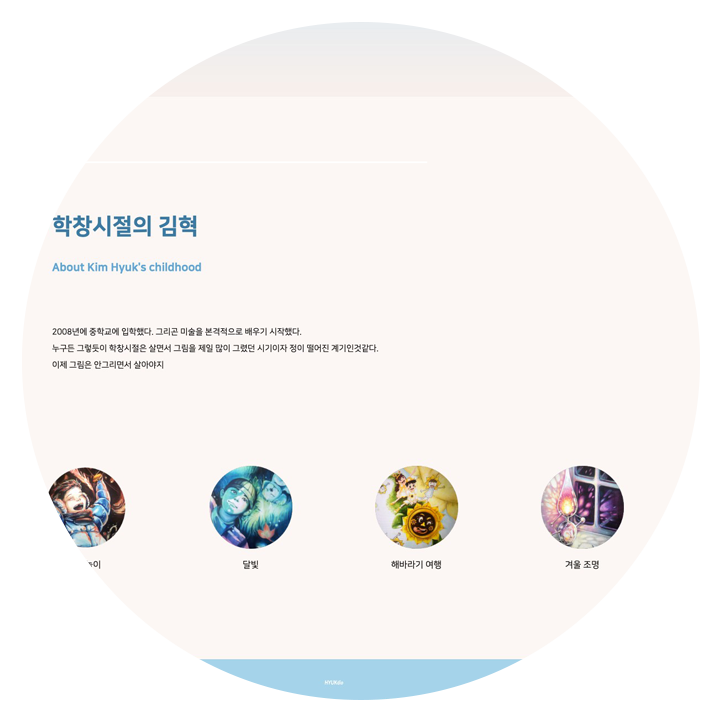 학창시절의 김혁
About Kim Hyuk's childhood
2008년에 중학교에 입학했다. 그리곤 미술을 본격적으로 배우기 시작했다.
누구든 그렇듯이 학창시절은 살면서 그림을 제일 많이 그렸던 시기이자 정이 떨어진 계기인것같다.
이제 그림은 안그리면서 살아야지
달빛
해바라기 여행
겨울 조명